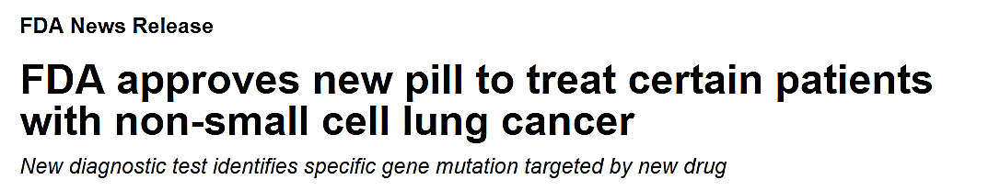 FDA News Release
FDA approves new pill to treat certain patients
with non-small cell lung cancer
New diagnostic test identifies specific gene mutation targeted by new drug